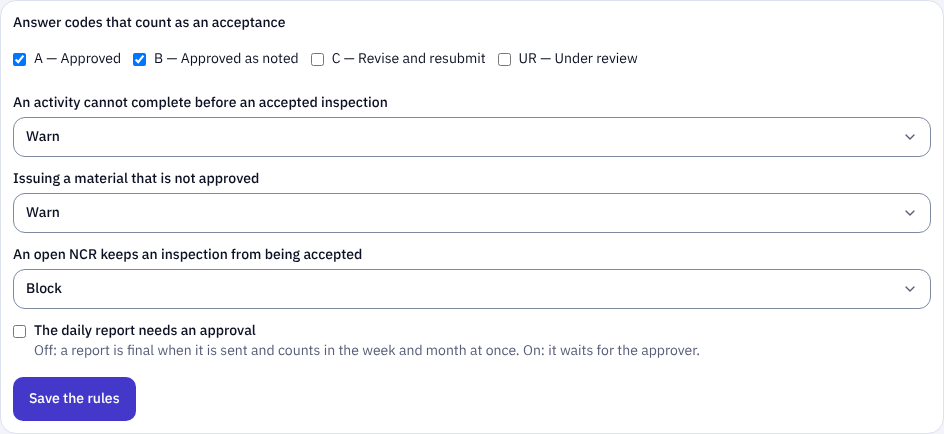 Answer codes that count as an acceptance
A — Approved B — Approved as noted C — Revise and resubmit UR — Under review
An activity cannot complete before an accepted inspection
Warn
Issuing a material that is not approved
Warn
An open NCR keeps an inspection from being accepted
Block
The daily report needs an approval
Off: a report is final when it is sent and counts in the week and month at once. On: it waits for the approver.
Save the rules